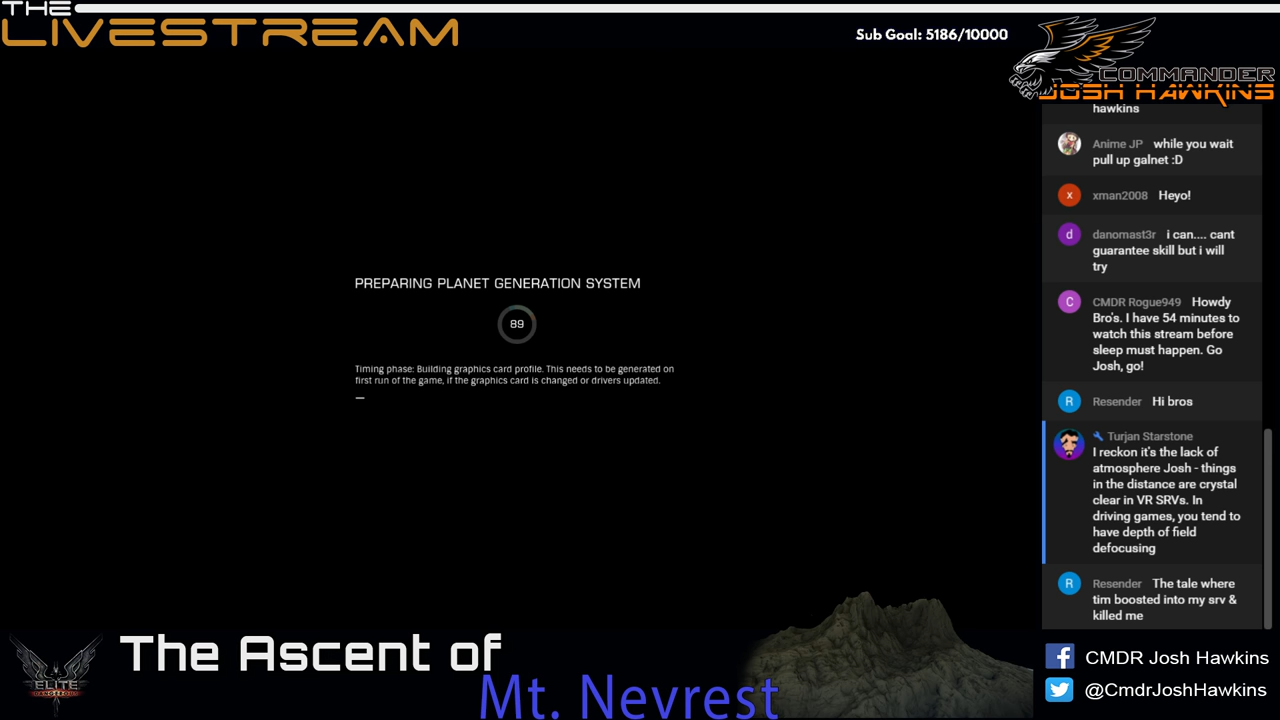 THE
LIVESTREAM
Sub Goal: 5186/10000
COMMANDER
JOSH HAWKINS
hawkins
Anime JP while you wait
pull up galnet :D
x
xman2008 Heyo!
d
danomast3r i can.... cant
guarantee skill but i will
try
C
CMDR Rogue949 Howdy
Bro's. I have 54 minutes to
watch this stream before
sleep must happen. Go
Josh, go!
R
Resender Hi bros
Turjan Starstone
I reckon it's the lack of
atmosphere Josh - things
in the distance are crystal
clear in VR SRVs. In
driving games, you tend to
have depth of field
defocusing
R
Resender The tale where
tim boosted into my srv &
killed me
PREPARING PLANET GENERATION SYSTEM
89
Timing phase: Building graphics card profile. This needs to be generated on
first run of the game, if the graphics card is changed or drivers updated.
ELITE
DANGEROUS
The Ascent of
Mt. Nevrest
CMDR Josh Hawkins
@CmdrJoshHawkins